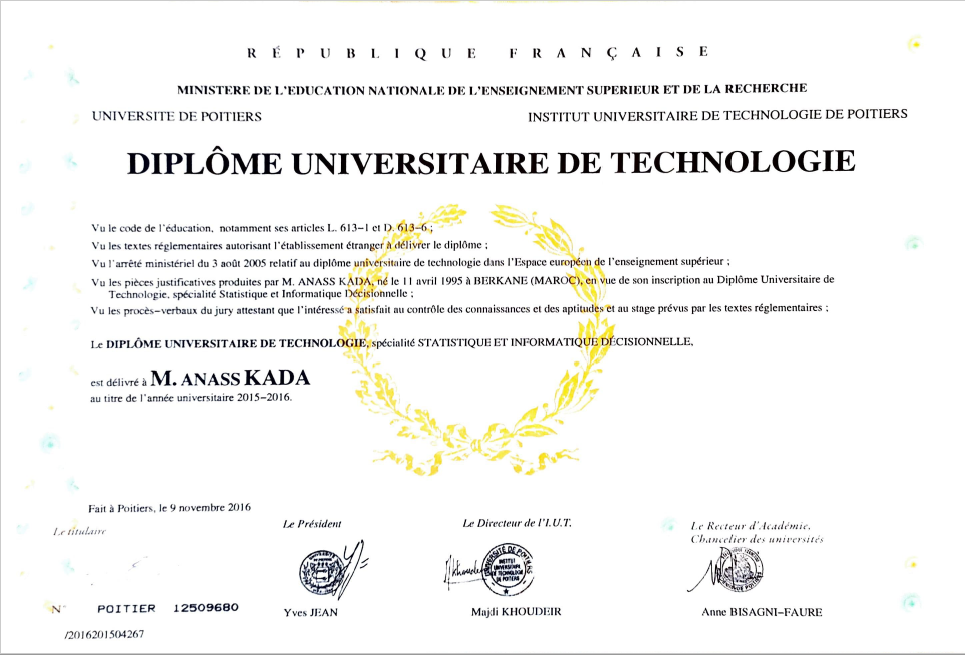 RÉPUBLIQUE FRANÇAISE
MINISTERE DE L'EDUCATION NATIONALE DE L'ENSEIGNEMENT SUPERIEUR ET DE LA RECHERCHE
UNIVERSITE DE POITIERS
INSTITUT UNIVERSITAIRE DE TECHNOLOGIE DE POITIERS
DIPLÔME UNIVERSITAIRE DE TECHNOLOGIE
Vu le code de l'éducation, notamment ses articles L. 613-1 et D. 613-6 ;
Vu les textes réglementaires autorisant l'établissement étranger à délivrer le diplôme ;
Vu l'arrêté ministériel du 3 août 2005 relatif au diplôme universitaire de technologie dans l'Espace européen de l'enseignement supérieur ;
Vu les pièces justificatives produites par M. ANASS KADA, né le 11 avril 1995 à BERKANE (MAROC), en vue de son inscription au Diplôme Universitaire de
Technologie, spécialité Statistique et Informatique Décisionnelle ;
Vu les procès-verbaux du jury attestant que l'intéressé a satisfait au contrôle des connaissances et des aptitudes et au stage prévus par les textes réglementaires ;
Le DIPLÔME UNIVERSITAIRE DE TECHNOLOGIE, spécialité STATISTIQUE ET INFORMATIQUE DÉCISIONNELLE,
est délivré à M. ANASS KADA
au titre de l'année universitaire 2015-2016.
Fait à Poitiers, le 9 novembre 2016
Le titulaire
Le Président
Le Directeur de l'I.U.T.
Le Recteur d'Académie,
Chancelier des universités
UNIVERSITÉ DE POITIERS
INSTITUT
UNIVERSITAIRE
DE TECHNOLOGIE
DE POITIERS
N° POITIER 12509680
Yves JEAN
Majdi KHOUDEIR
Anne BISAGNI-FAURE
/2016201504267